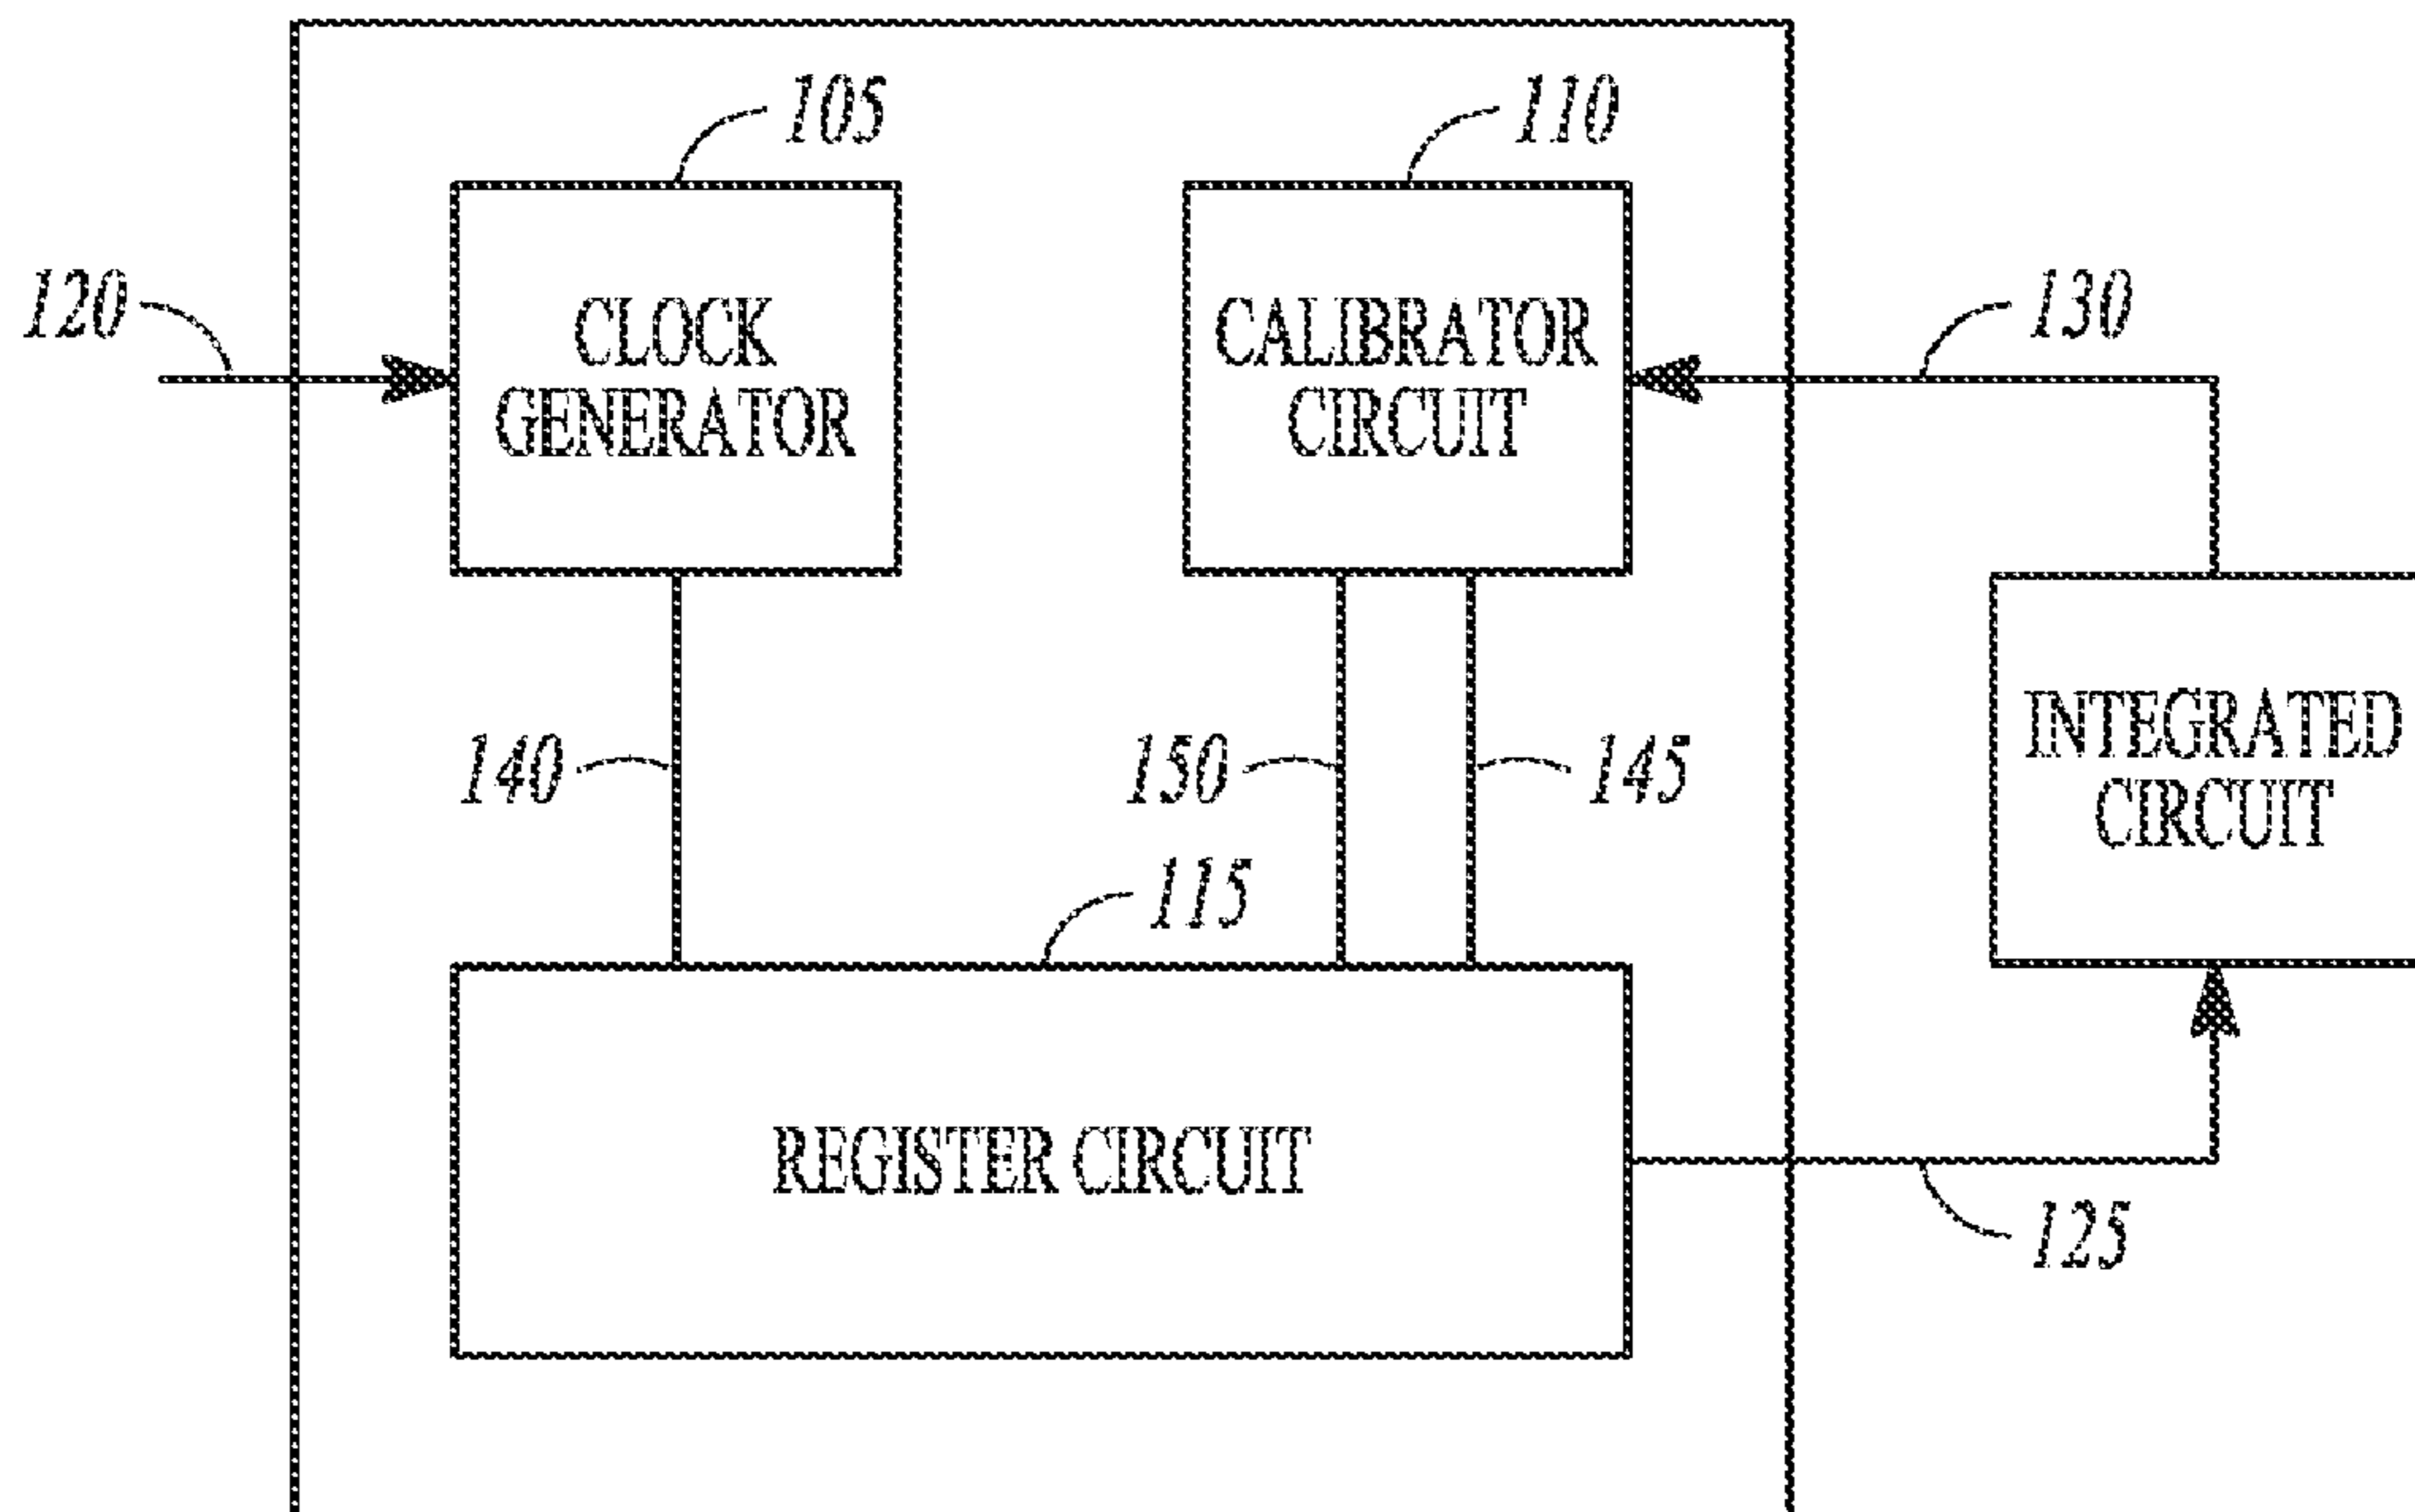 105
110
120
CLOCK
GENERATOR
CALIBRATOR
CIRCUIT
130
140
150
145
INTEGRATED
CIRCUIT
115
REGISTER CIRCUIT
125